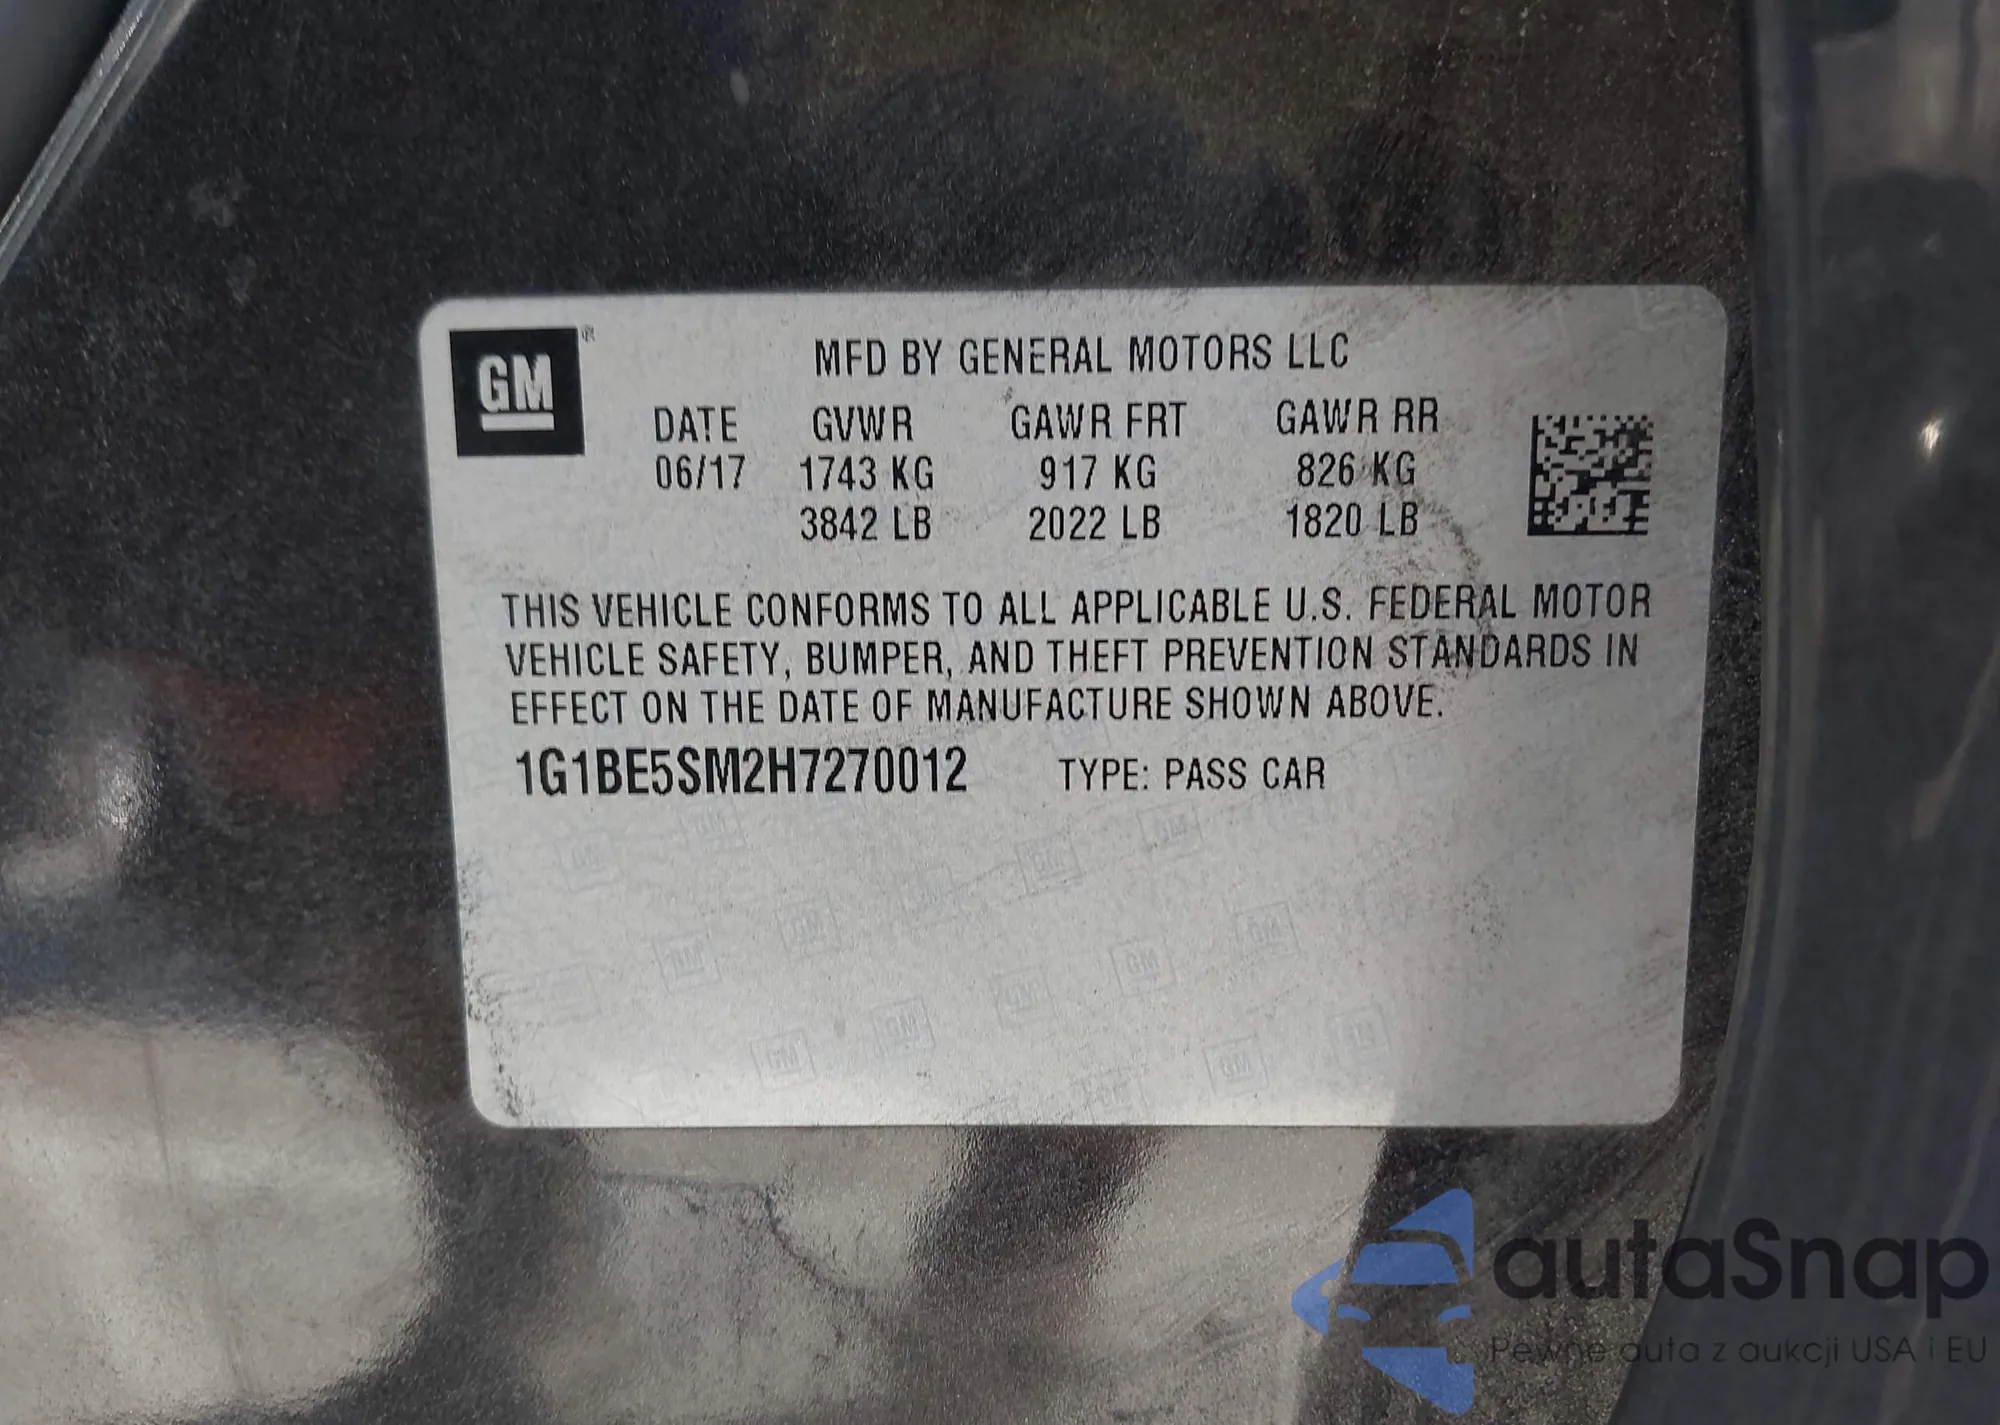 GM®
MFD BY GENERAL MOTORS LLC
DATE GVWR GAWR FRT GAWR RR
06/17 1743 KG 917 KG 826 KG
3842 LB 2022 LB 1820 LB
THIS VEHICLE CONFORMS TO ALL APPLICABLE U.S. FEDERAL MOTOR
VEHICLE SAFETY, BUMPER, AND THEFT PREVENTION STANDARDS IN
EFFECT ON THE DATE OF MANUFACTURE SHOWN ABOVE.
1G1BE5SM2H7270012 TYPE: PASS CAR
autaSnap
Pewne auta z aukcji USA i EU